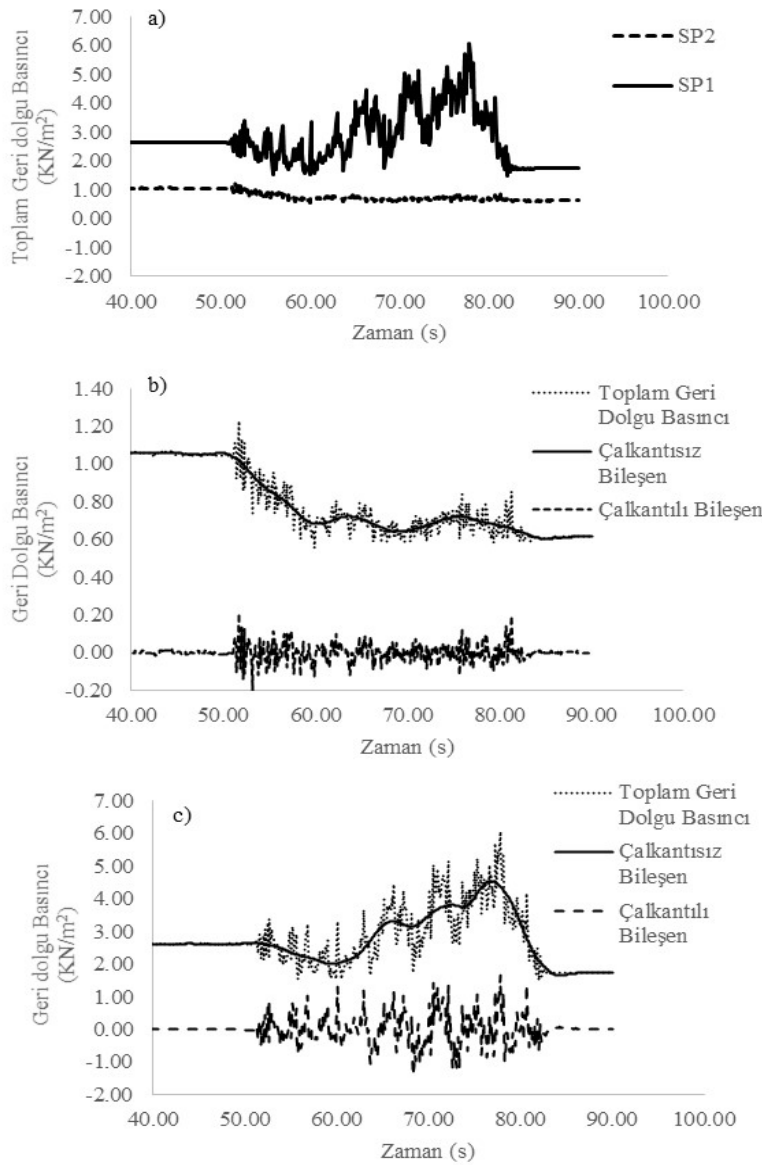 a)
7.00
6.00
5.00
4.00
3.00
2.00
1.00
0.00
-1.00
-2.00
Toplam Geri dolgu Basıncı
(KN/m²)
SP2
SP1
40.00 50.00 60.00 70.00 80.00 90.00 100.00
Zaman (s)
b)
1.40
1.20
1.00
0.80
0.60
0.40
0.20
0.00
-0.20
Geri Dolgu Basıncı
(KN/m²)
Toplam Geri
Dolgu Basıncı
Çalkantısız
Bileşen
Çalkantılı Bileşen
40.00 50.00 60.00 70.00 80.00 90.00 100.00
Zaman (s)
c)
7.00
6.00
5.00
4.00
3.00
2.00
1.00
0.00
-1.00
-2.00
Geri dolgu Basıncı
(KN/m²)
Toplam Geri
Dolgu Basıncı
Çalkantısız
Bileşen
Çalkantılı
Bileşen
40.00 50.00 60.00 70.00 80.00 90.00 100.00
Zaman (s)